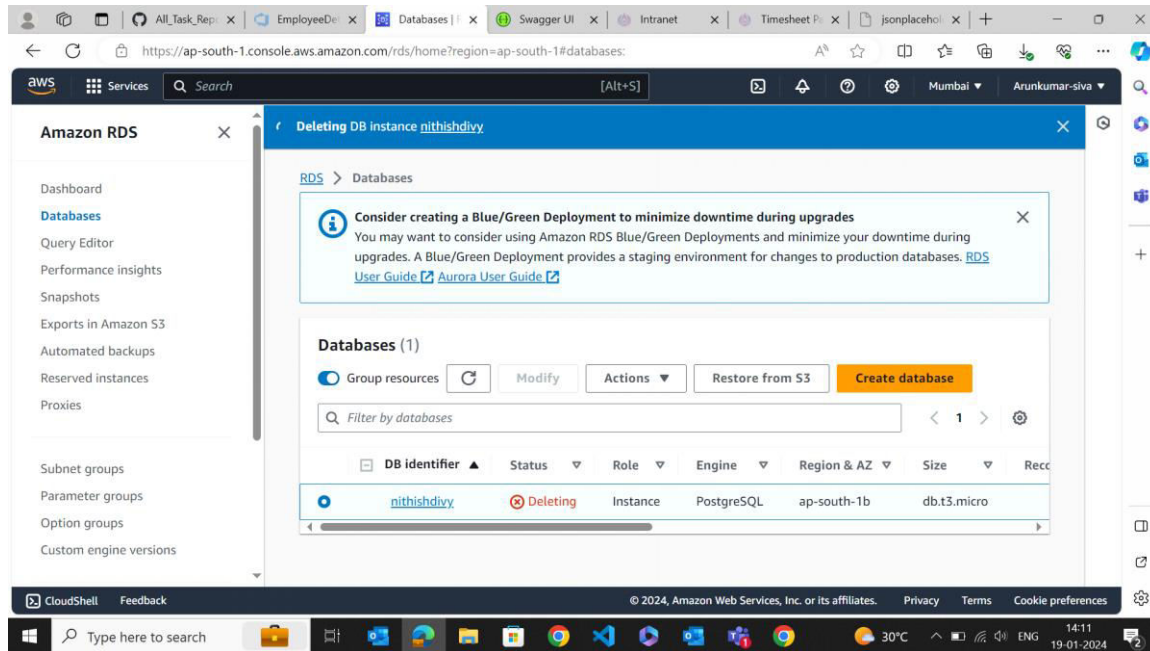 All_Task_Rep
EmployeeDe
Databases |
Swagger UI
Intranet
Timesheet P
jsonplacehol
https://ap-south-1.console.aws.amazon.com/rds/home?region=ap-south-1#databases:
aws
Services
Search
[Alt+S]
Mumbai
Arunkumar-siva
Amazon RDS
Dashboard
Databases
Query Editor
Performance insights
Snapshots
Exports in Amazon S3
Automated backups
Reserved instances
Proxies
Subnet groups
Parameter groups
Option groups
Custom engine versions
Deleting DB instance nithishdivy
RDS > Databases
Consider creating a Blue/Green Deployment to minimize downtime during upgrades
You may want to consider using Amazon RDS Blue/Green Deployments and minimize your downtime during
upgrades. A Blue/Green Deployment provides a staging environment for changes to production databases. RDS
User Guide Aurora User Guide
Databases (1)
Group resources Modify Actions Restore from S3 Create database
Filter by databases
1
DB identifier Status Role Engine Region & AZ Size Recc
nithishdivy Deleting Instance PostgreSQL ap-south-1b db.t3.micro
CloudShell Feedback © 2024, Amazon Web Services, Inc. or its affiliates. Privacy Terms Cookie preferences
Type here to search
30°C
ENG
14:11
19-01-2024
2